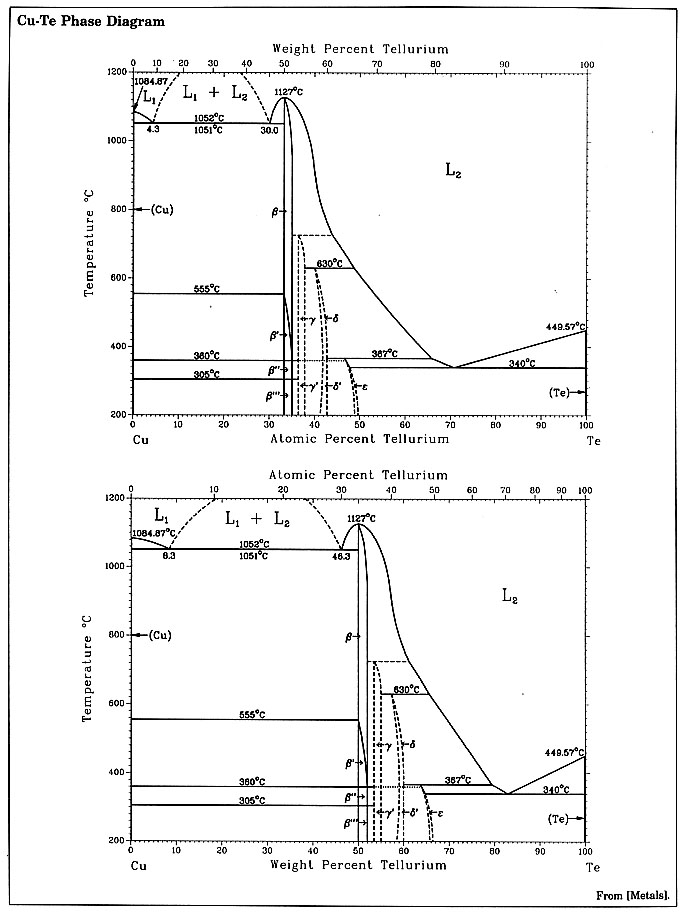 Cu-Te Phase Diagram
Weight Percent Tellurium
0 10 20 30 40 50 60 70 80 90 100
1200
1084.87
L₁
L₁ + L₂
1127°C
1052°C
4.3 1051°C 30.0
1000
L₂
800
(Cu)
β
Temperature °C
630°C
600
555°C
γ δ
449.57°C
400
β'
360°C 367°C
340°C
β''
305°C
γ' δ' ε
(Te)
β'''
200
0 10 20 30 40 50 60 70 80 90 100
Cu Atomic Percent Tellurium Te
Atomic Percent Tellurium
0 10 20 30 40 50 60 70 80 90 100
1200
L₁
L₁ + L₂
1127°C
1084.87°C
1052°C
8.3 1051°C 46.3
1000
L₂
800
(Cu)
β
Temperature °C
630°C
600
555°C
γ δ
449.57°C
β'
400
360°C 367°C
340°C
β''
305°C
γ' δ' ε
(Te)
β'''
200
0 10 20 30 40 50 60 70 80 90 100
Cu Weight Percent Tellurium Te
From [Metals].